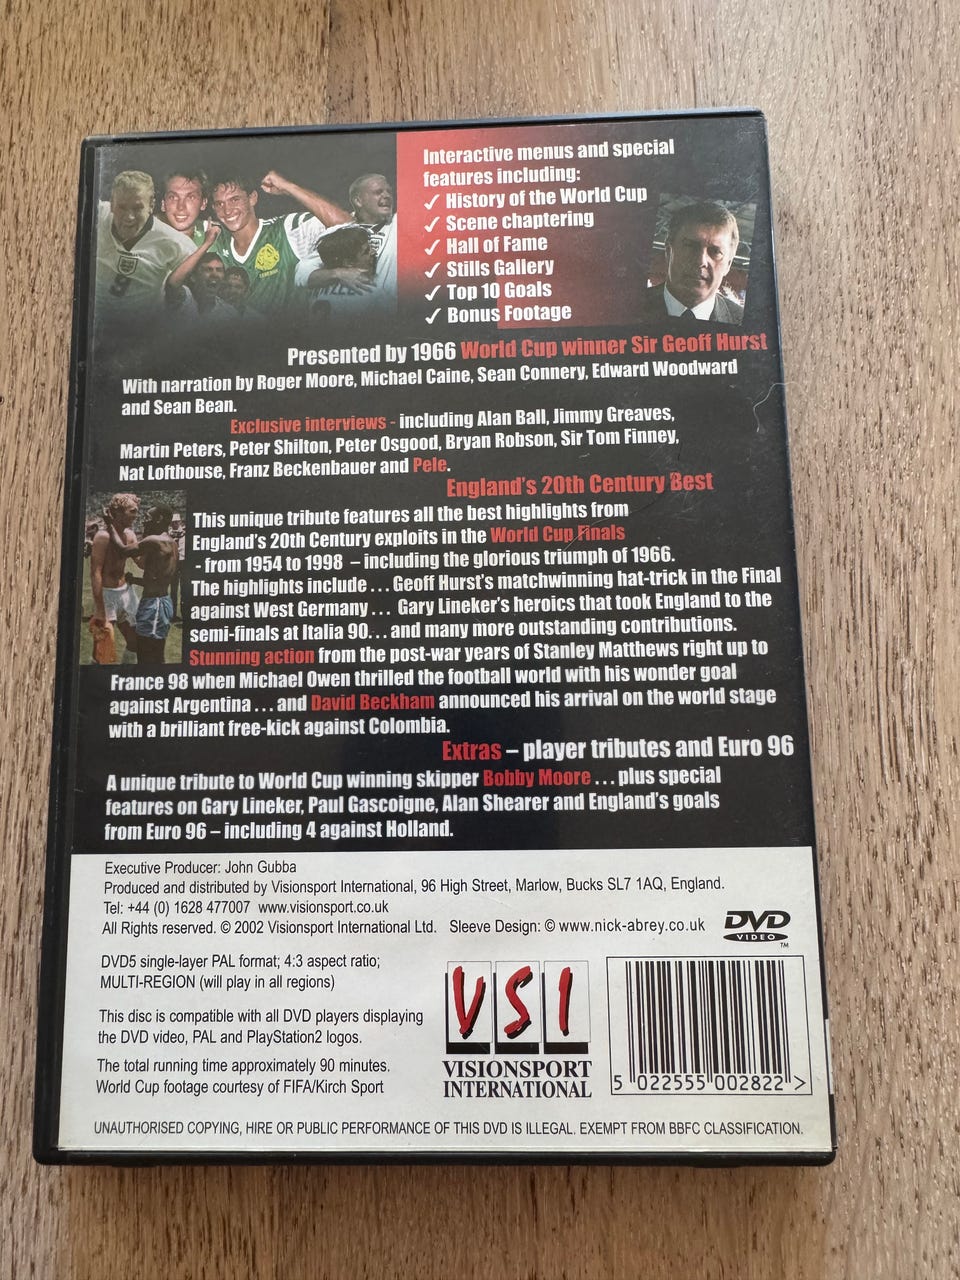 Interactive menus and special
features including:
✓ History of the World Cup
✓ Scene chaptering
✓ Hall of Fame
✓ Stills Gallery
✓ Top 10 Goals
✓ Bonus Footage
Presented by 1966 World Cup winner Sir Geoff Hurst
With narration by Roger Moore, Michael Caine, Sean Connery, Edward Woodward
and Sean Bean.
Exclusive interviews - including Alan Ball, Jimmy Greaves,
Martin Peters, Peter Shilton, Peter Osgood, Bryan Robson, Sir Tom Finney,
Nat Lofthouse, Franz Beckenbauer and Pele.
England's 20th Century Best
This unique tribute features all the best highlights from
England's 20th Century exploits in the World Cup Finals
- from 1954 to 1998 – including the glorious triumph of 1966.
The highlights include... Geoff Hurst's matchwinning hat-trick in the Final
against West Germany... Gary Lineker's heroics that took England to the
semi-finals at Italia 90... and many more outstanding contributions.
Stunning action from the post-war years of Stanley Matthews right up to
France 98 when Michael Owen thrilled the football world with his wonder goal
against Argentina... and David Beckham announced his arrival on the world stage
with a brilliant free-kick against Colombia.
Extras – player tributes and Euro 96
A unique tribute to World Cup winning skipper Bobby Moore... plus special
features on Gary Lineker, Paul Gascoigne, Alan Shearer and England's goals
from Euro 96 – including 4 against Holland.
Executive Producer: John Gubba
Produced and distributed by Visionsport International, 96 High Street, Marlow, Bucks SL7 1AQ, England.
Tel: +44 (0) 1628 477007 www.visionsport.co.uk
All Rights reserved. © 2002 Visionsport International Ltd. Sleeve Design: © www.nick-abrey.co.uk
DVD
VIDEO
TM
DVD5 single-layer PAL format; 4:3 aspect ratio;
MULTI-REGION (will play in all regions)
This disc is compatible with all DVD players displaying
the DVD video, PAL and PlayStation2 logos.
The total running time approximately 90 minutes.
World Cup footage courtesy of FIFA/Kirch Sport
VSI
VISIONSPORT
INTERNATIONAL
5 022555 002822 >
UNAUTHORISED COPYING, HIRE OR PUBLIC PERFORMANCE OF THIS DVD IS ILLEGAL. EXEMPT FROM BBFC CLASSIFICATION.